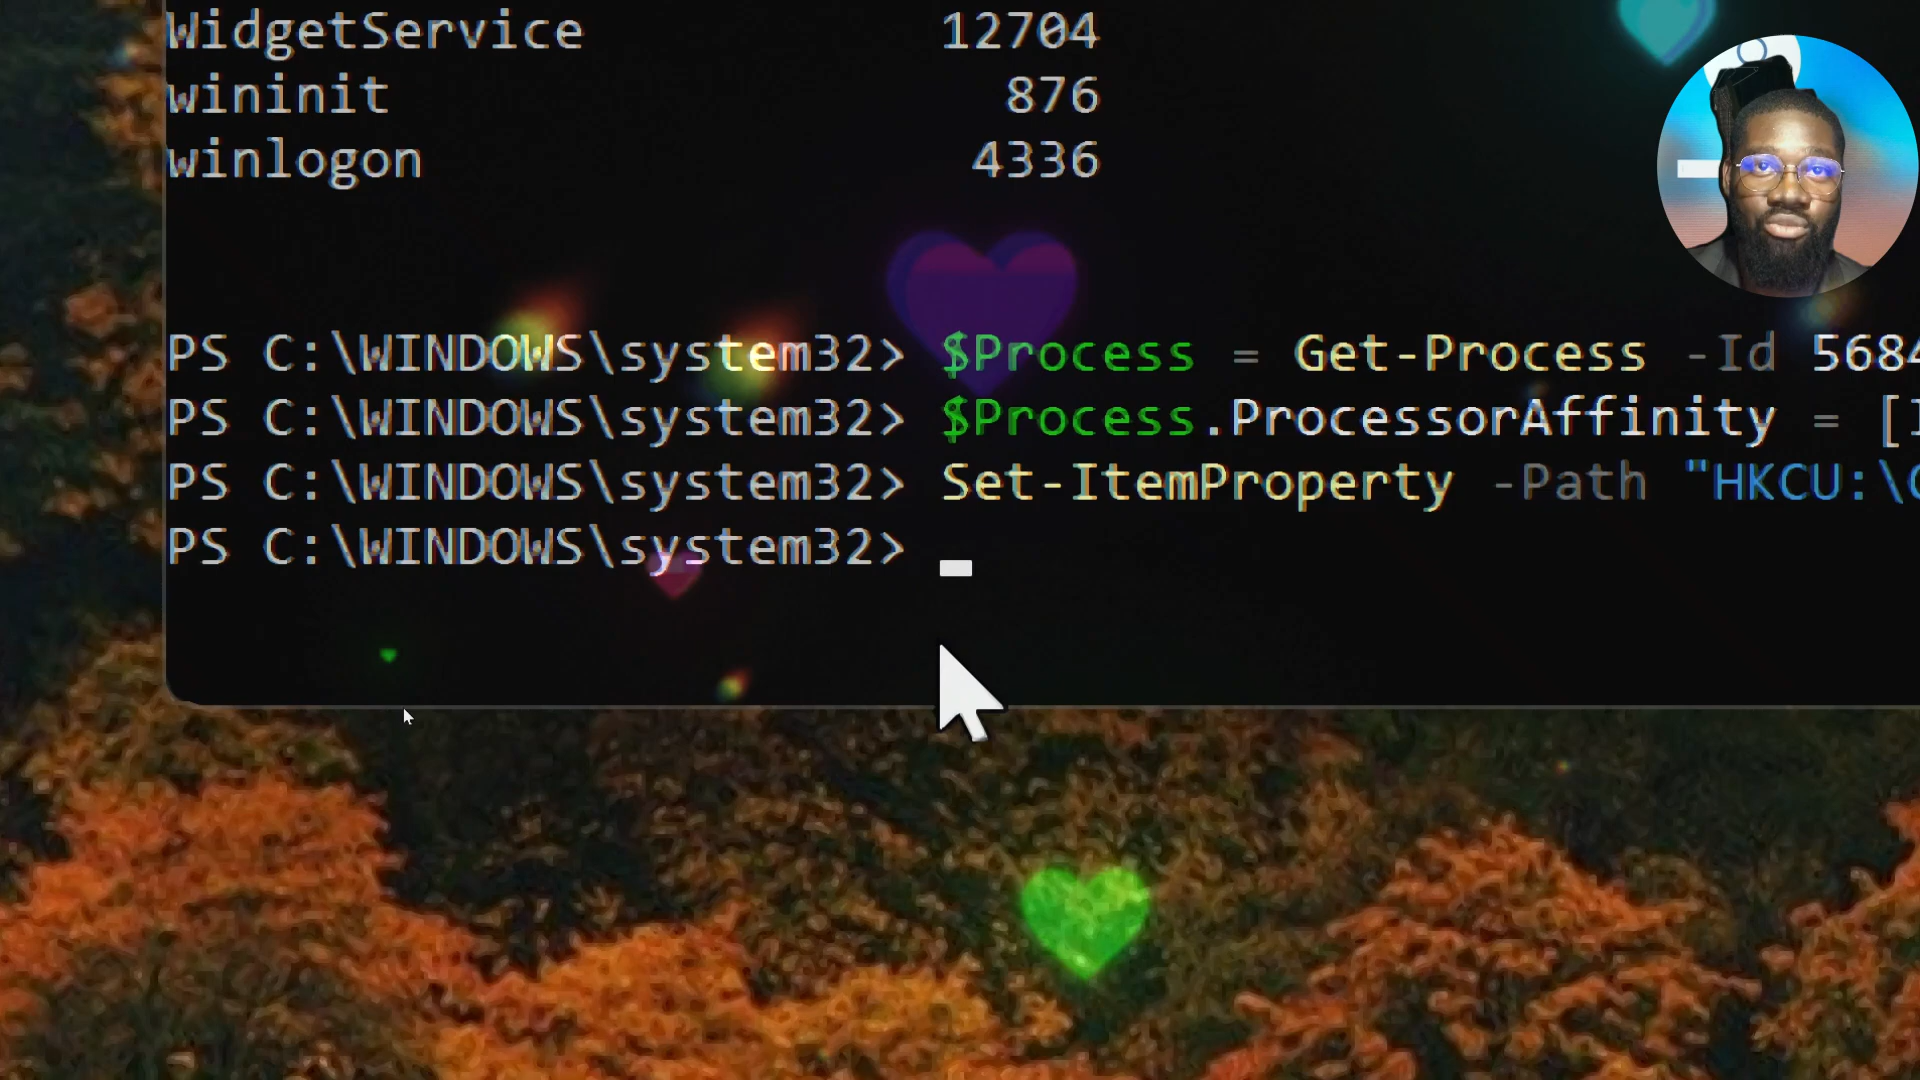 WidgetService 12704
wininit 876
winlogon 4336
PS C:\WINDOWS\system32> $Process = Get-Process -Id 5684
PS C:\WINDOWS\system32> $Process.ProcessorAffinity = [I
PS C:\WINDOWS\system32> Set-ItemProperty -Path "HKCU:\C
PS C:\WINDOWS\system32>